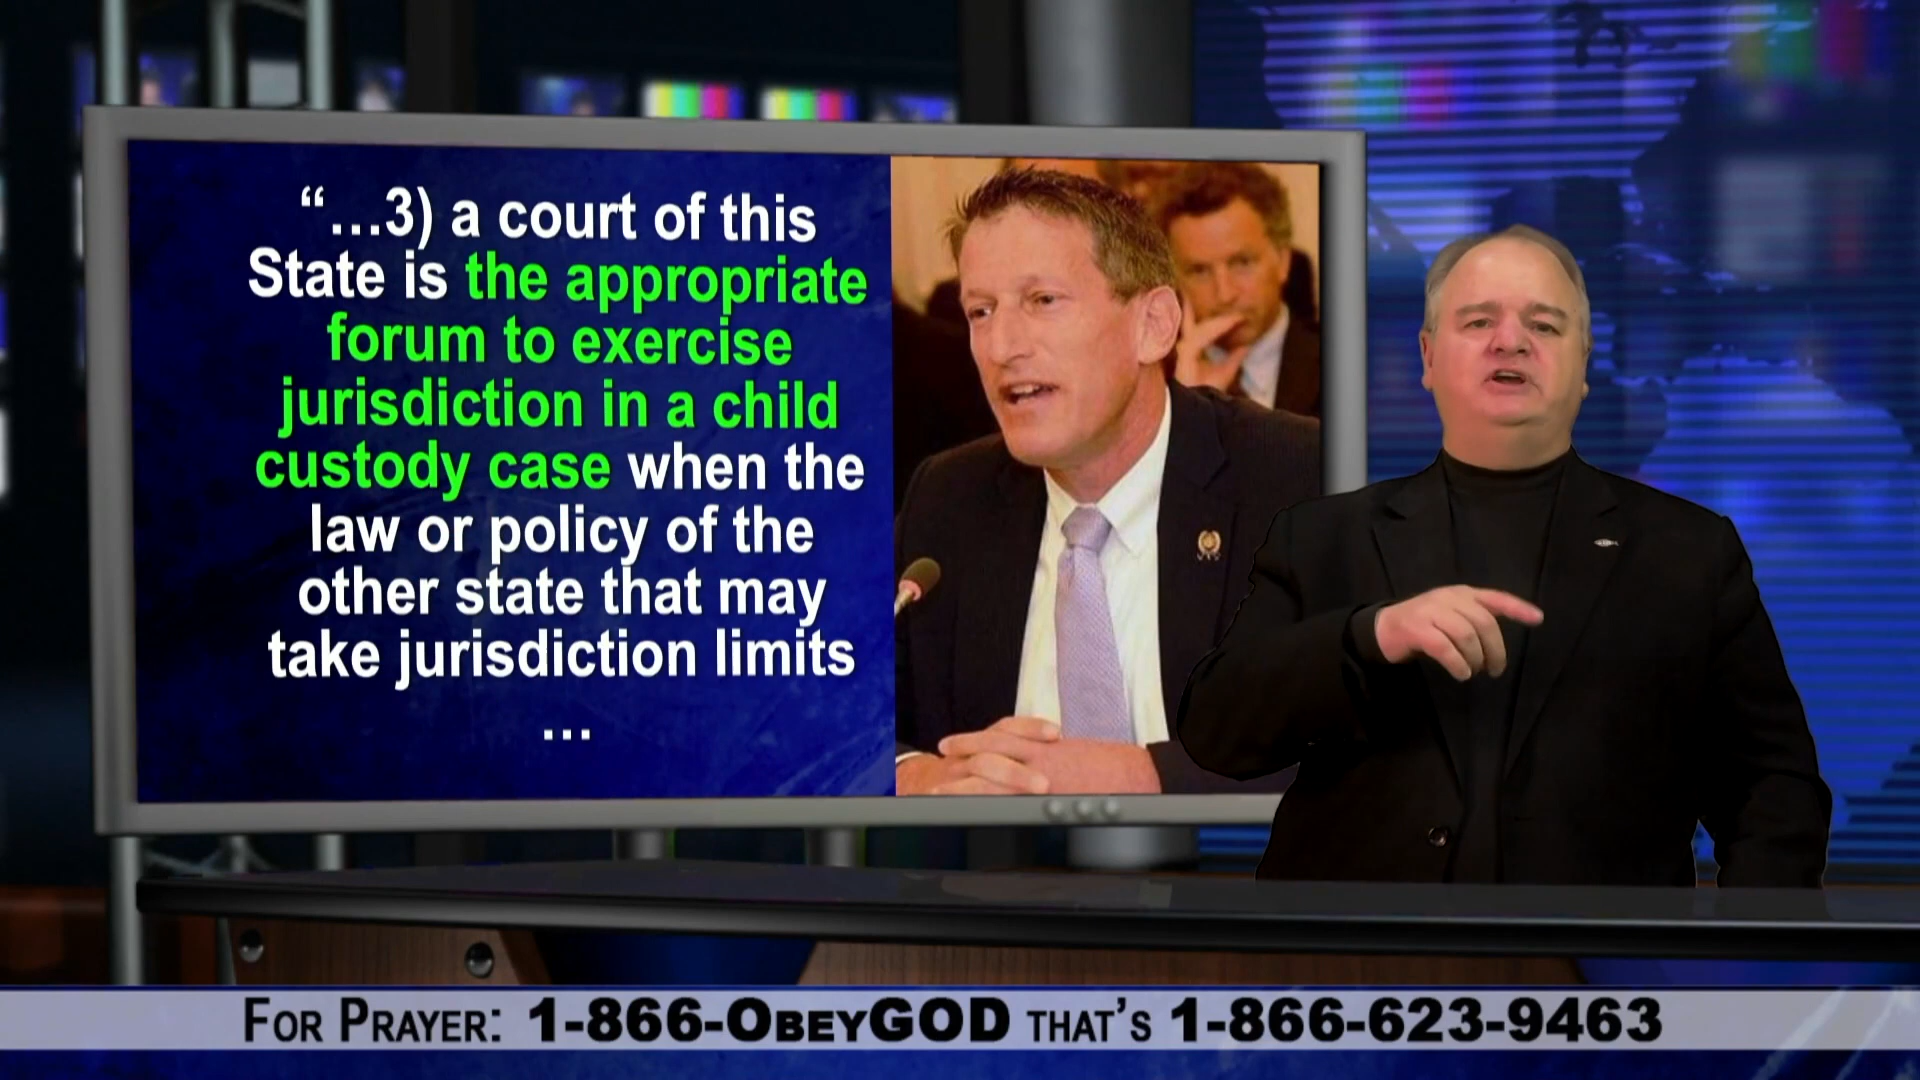 “...3) a court of this
State is the appropriate
forum to exercise
jurisdiction in a child
custody case when the
law or policy of the
other state that may
take jurisdiction limits
...
FOR PRAYER: 1-866-OBEYGOD THAT'S 1-866-623-9463